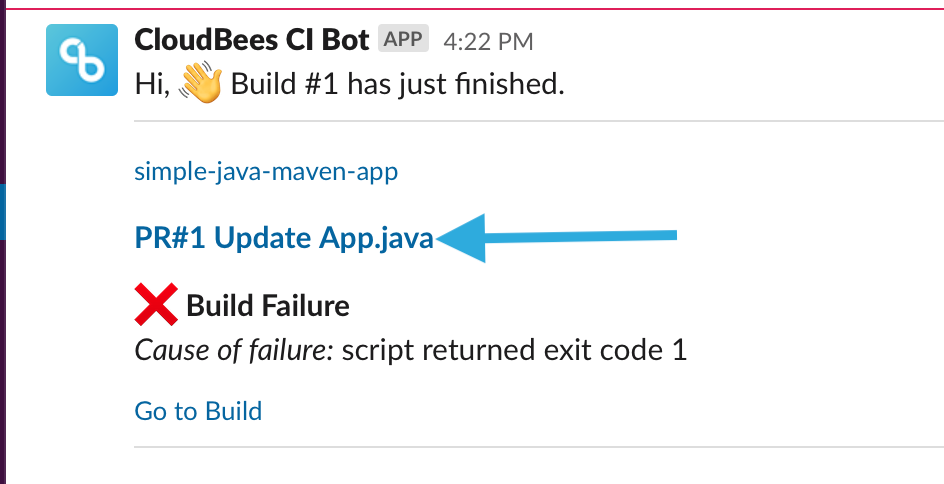 CloudBees CI Bot APP 4:22 PM
Hi, 👋 Build #1 has just finished.
simple-java-maven-app
PR#1 Update App.java
❌ Build Failure
Cause of failure: script returned exit code 1
Go to Build